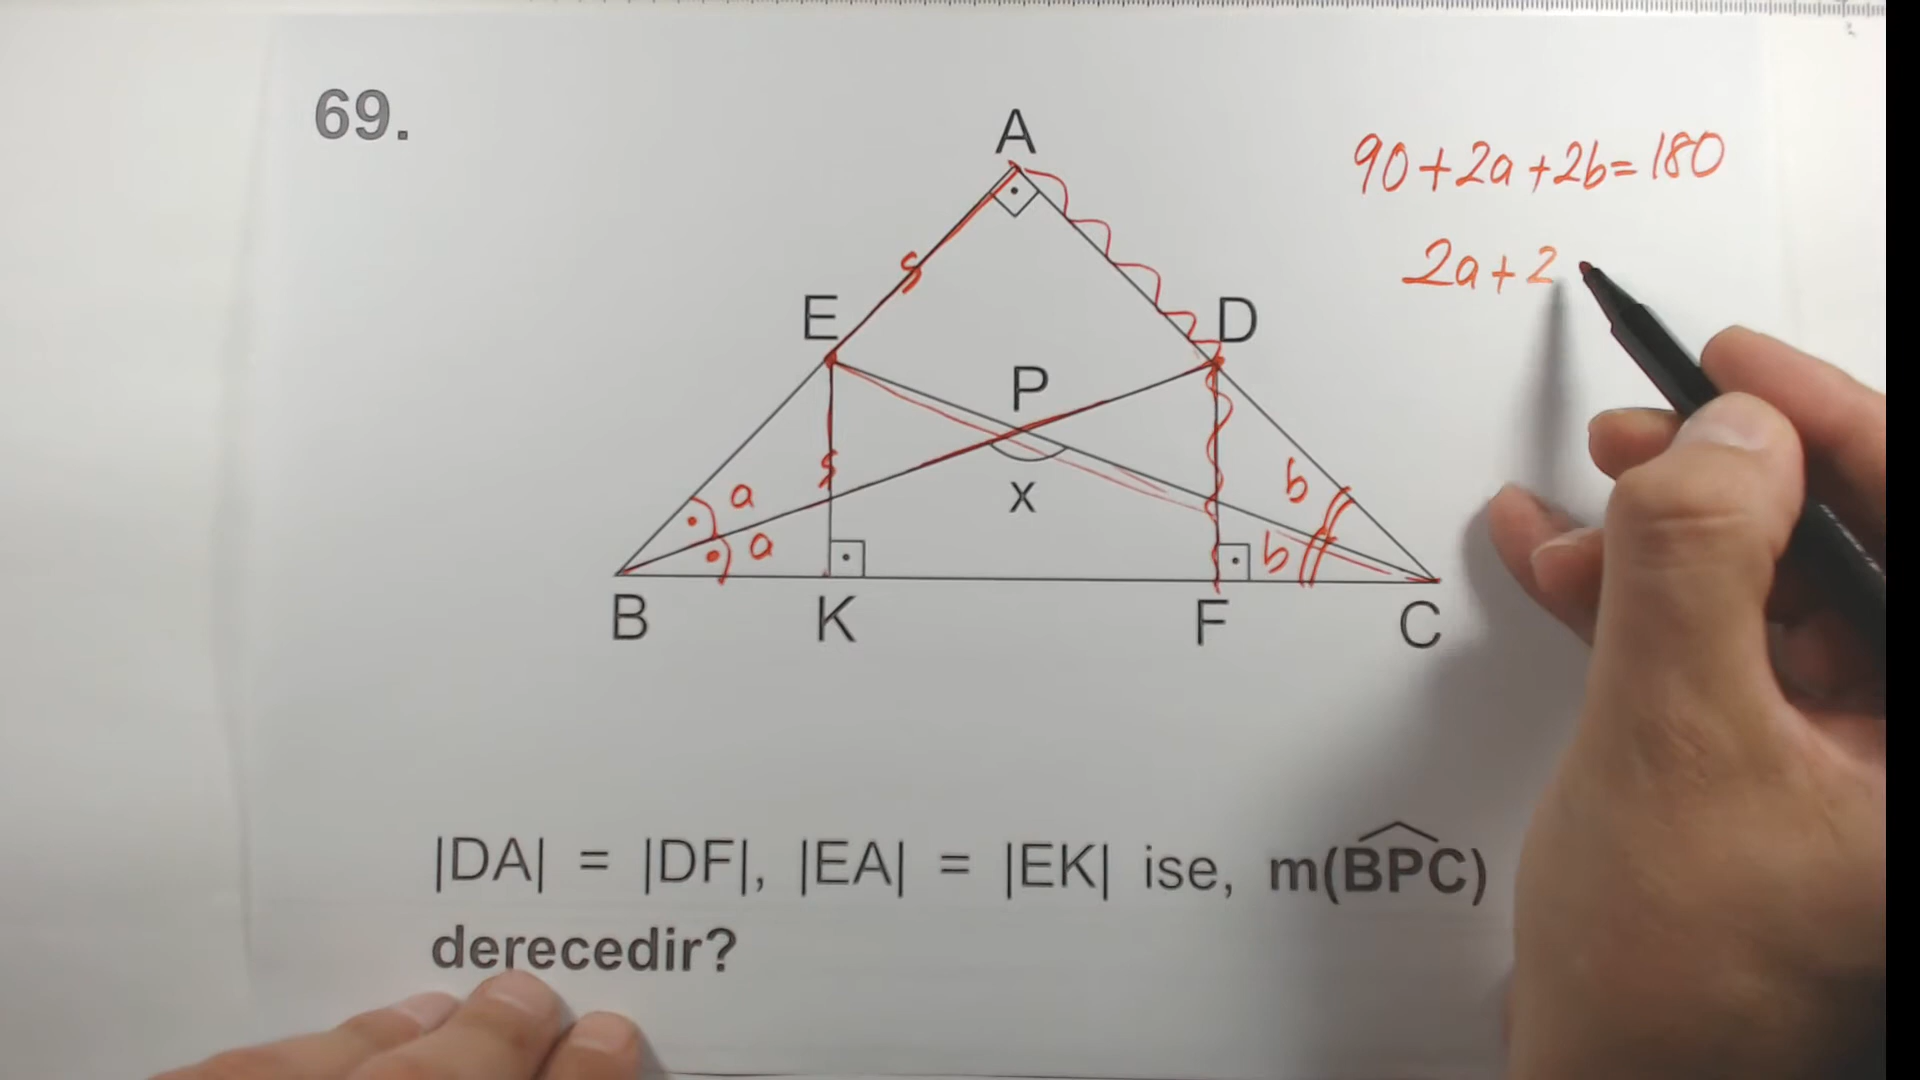 69.
A
90+2a+2b=180
2a+2
E
D
P
x
a
a
b
b
B
K
F
C
|DA| = |DF|, |EA| = |EK| ise, m(BPC)
derecedir?